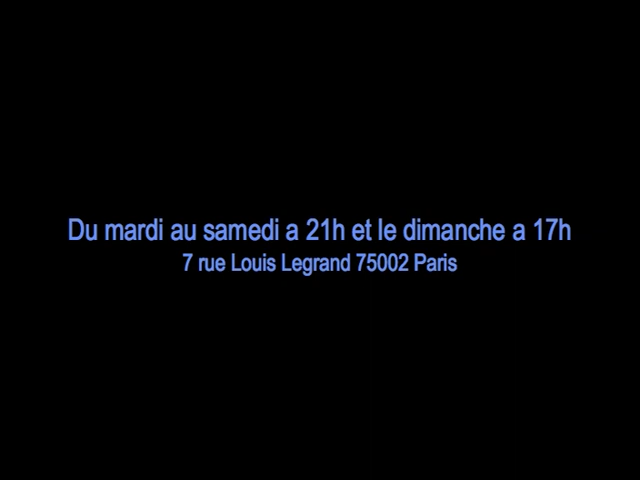 Du mardi au samedi a 21h et le dimanche a 17h
7 rue Louis Legrand 75002 Paris